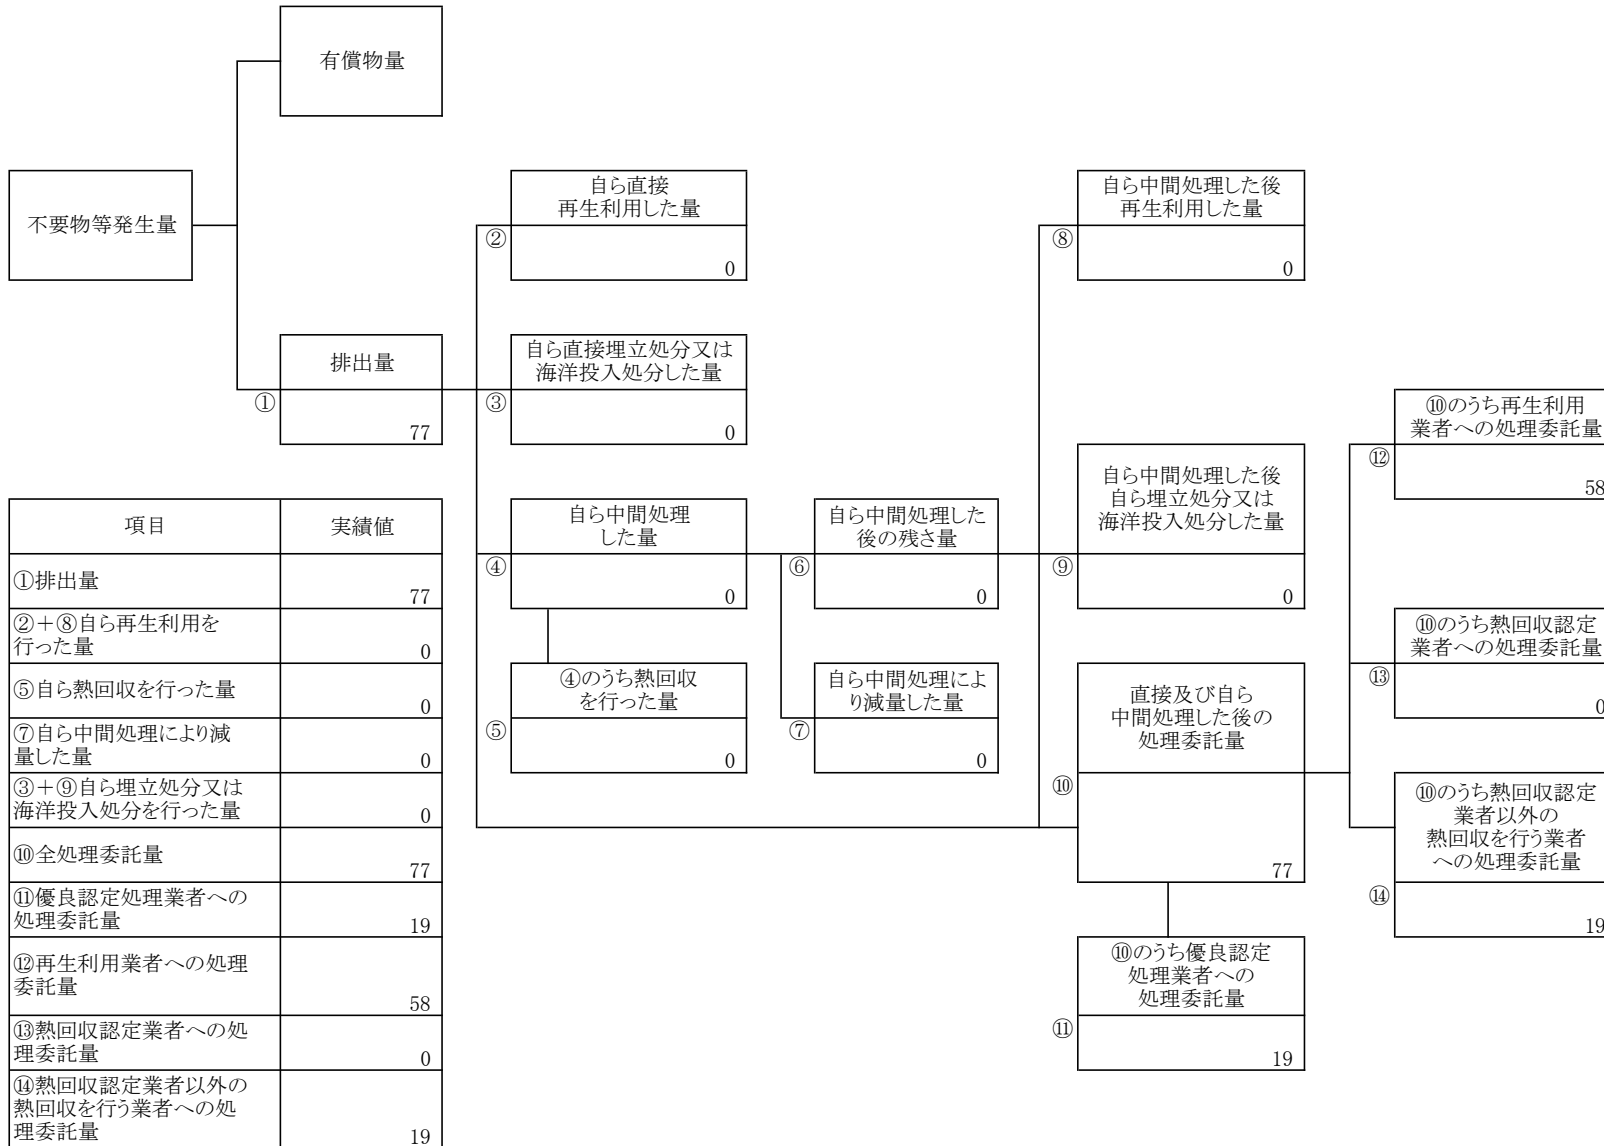 有償物量
不要物等発生量
自ら直接
再生利用した量
②
0
自ら中間処理した後
再生利用した量
⑧
0
排出量
①
77
自ら直接埋立処分又は
海洋投入処分した量
③
0
⑩のうち再生利用
業者への処理委託量
⑫
58
自ら中間処理
した量
④
0
自ら中間処理した
後の残さ量
⑥
0
自ら中間処理した後
自ら埋立処分又は
海洋投入処分した量
⑨
0
⑩のうち熱回収認定
業者への処理委託量
⑬
0
④のうち熱回収
を行った量
⑤
0
自ら中間処理によ
り減量した量
⑦
0
直接及び自ら
中間処理した後の
処理委託量
⑩
77
⑩のうち熱回収認定
業者以外の
熱回収を行う業者
への処理委託量
⑭
19
⑩のうち優良認定
処理業者への
処理委託量
⑪
19
項目 実績値
①排出量
77
②+⑧自ら再生利用を
行った量
0
⑤自ら熱回収を行った量
0
⑦自ら中間処理により減
量した量
0
③+⑨自ら埋立処分又は
海洋投入処分を行った量
0
⑩全処理委託量
77
⑪優良認定処理業者への
処理委託量
19
⑫再生利用業者への処理
委託量
58
⑬熱回収認定業者への処
理委託量
0
⑭熱回収認定業者以外の
熱回収を行う業者への処
理委託量
19